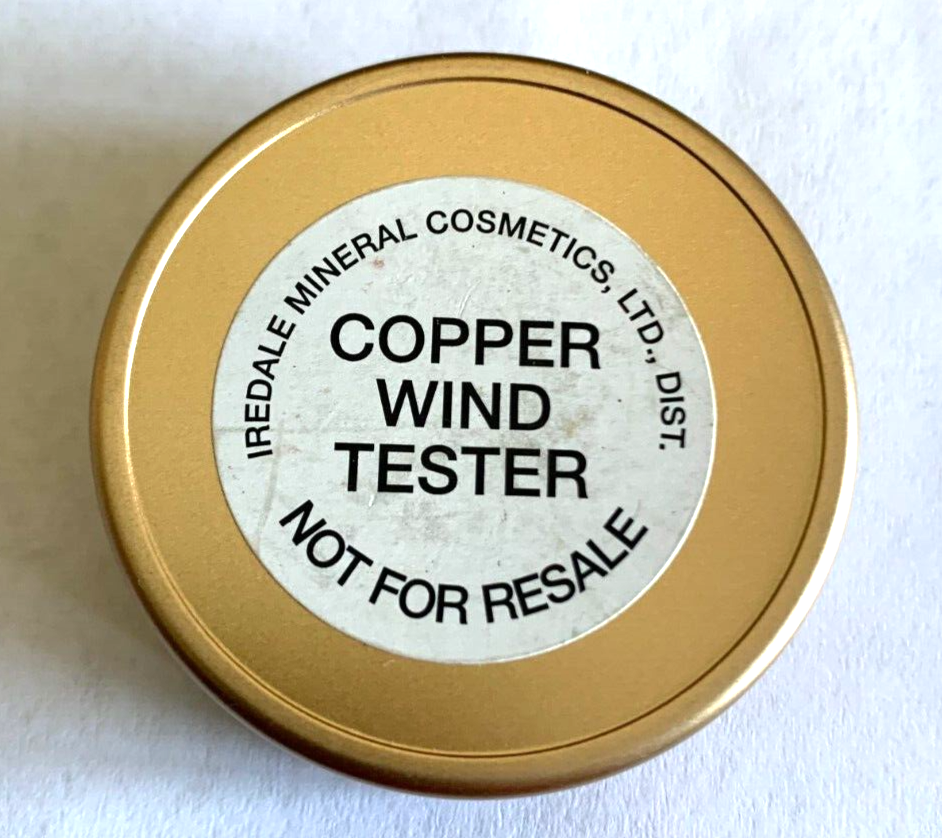 IREDALE MINERAL COSMETICS, LTD., DIST.
COPPER
WIND
TESTER
NOT FOR RESALE